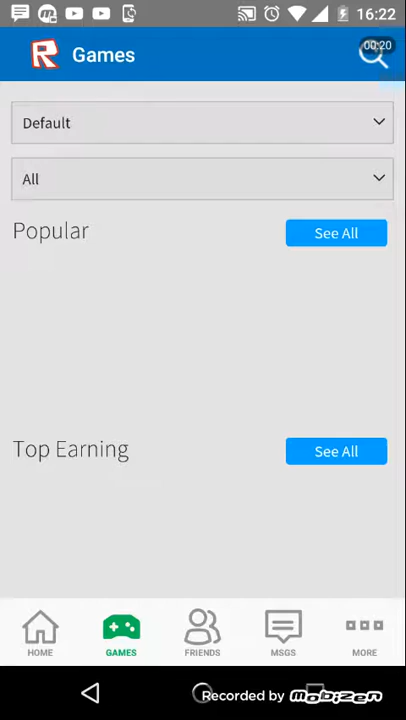 16:22
R Games
00:20
Default
All
Popular
See All
Top Earning
See All
HOME
GAMES
FRIENDS
MSGS
MORE
Recorded by mobizen